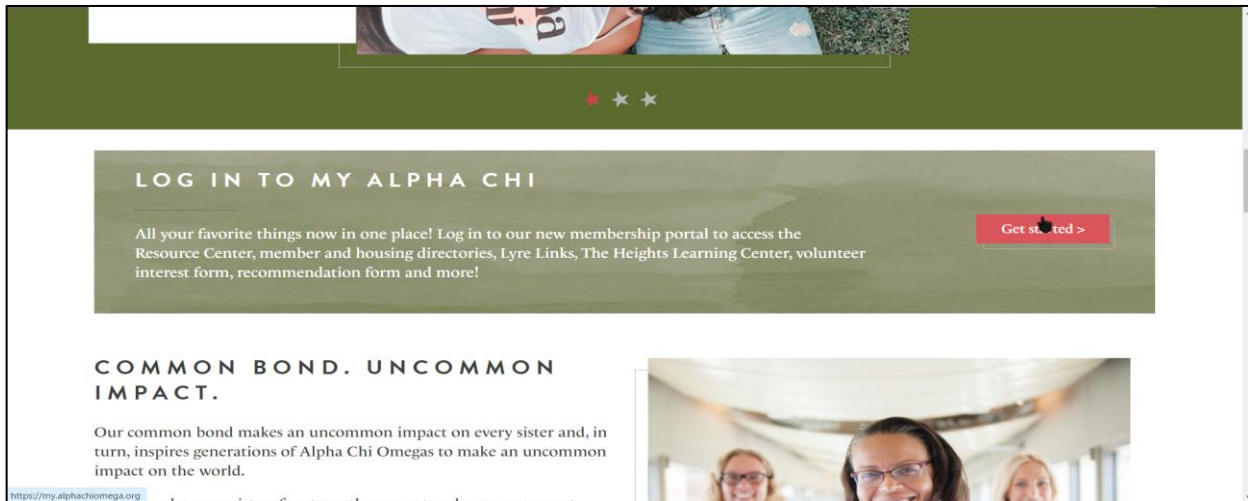 LOG IN TO MY ALPHA CHI
All your favorite things now in one place! Log in to our new membership portal to access the
Resource Center, member and housing directories, Lyre Links, The Heights Learning Center, volunteer
interest form, recommendation form and more!
Get started >
COMMON BOND. UNCOMMON
IMPACT.
Our common bond makes an uncommon impact on every sister and, in
turn, inspires generations of Alpha Chi Omegas to make an uncommon
impact on the world.
https://my.alphachiomega.org